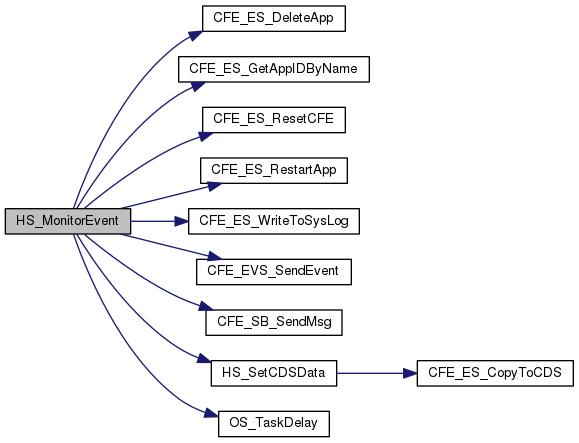 CFE_ES_DeleteApp
CFE_ES_GetAppIDByName
CFE_ES_ResetCFE
CFE_ES_RestartApp
HS_MonitorEvent
CFE_ES_WriteToSysLog
CFE_EVS_SendEvent
CFE_SB_SendMsg
HS_SetCDSData
CFE_ES_CopyToCDS
OS_TaskDelay